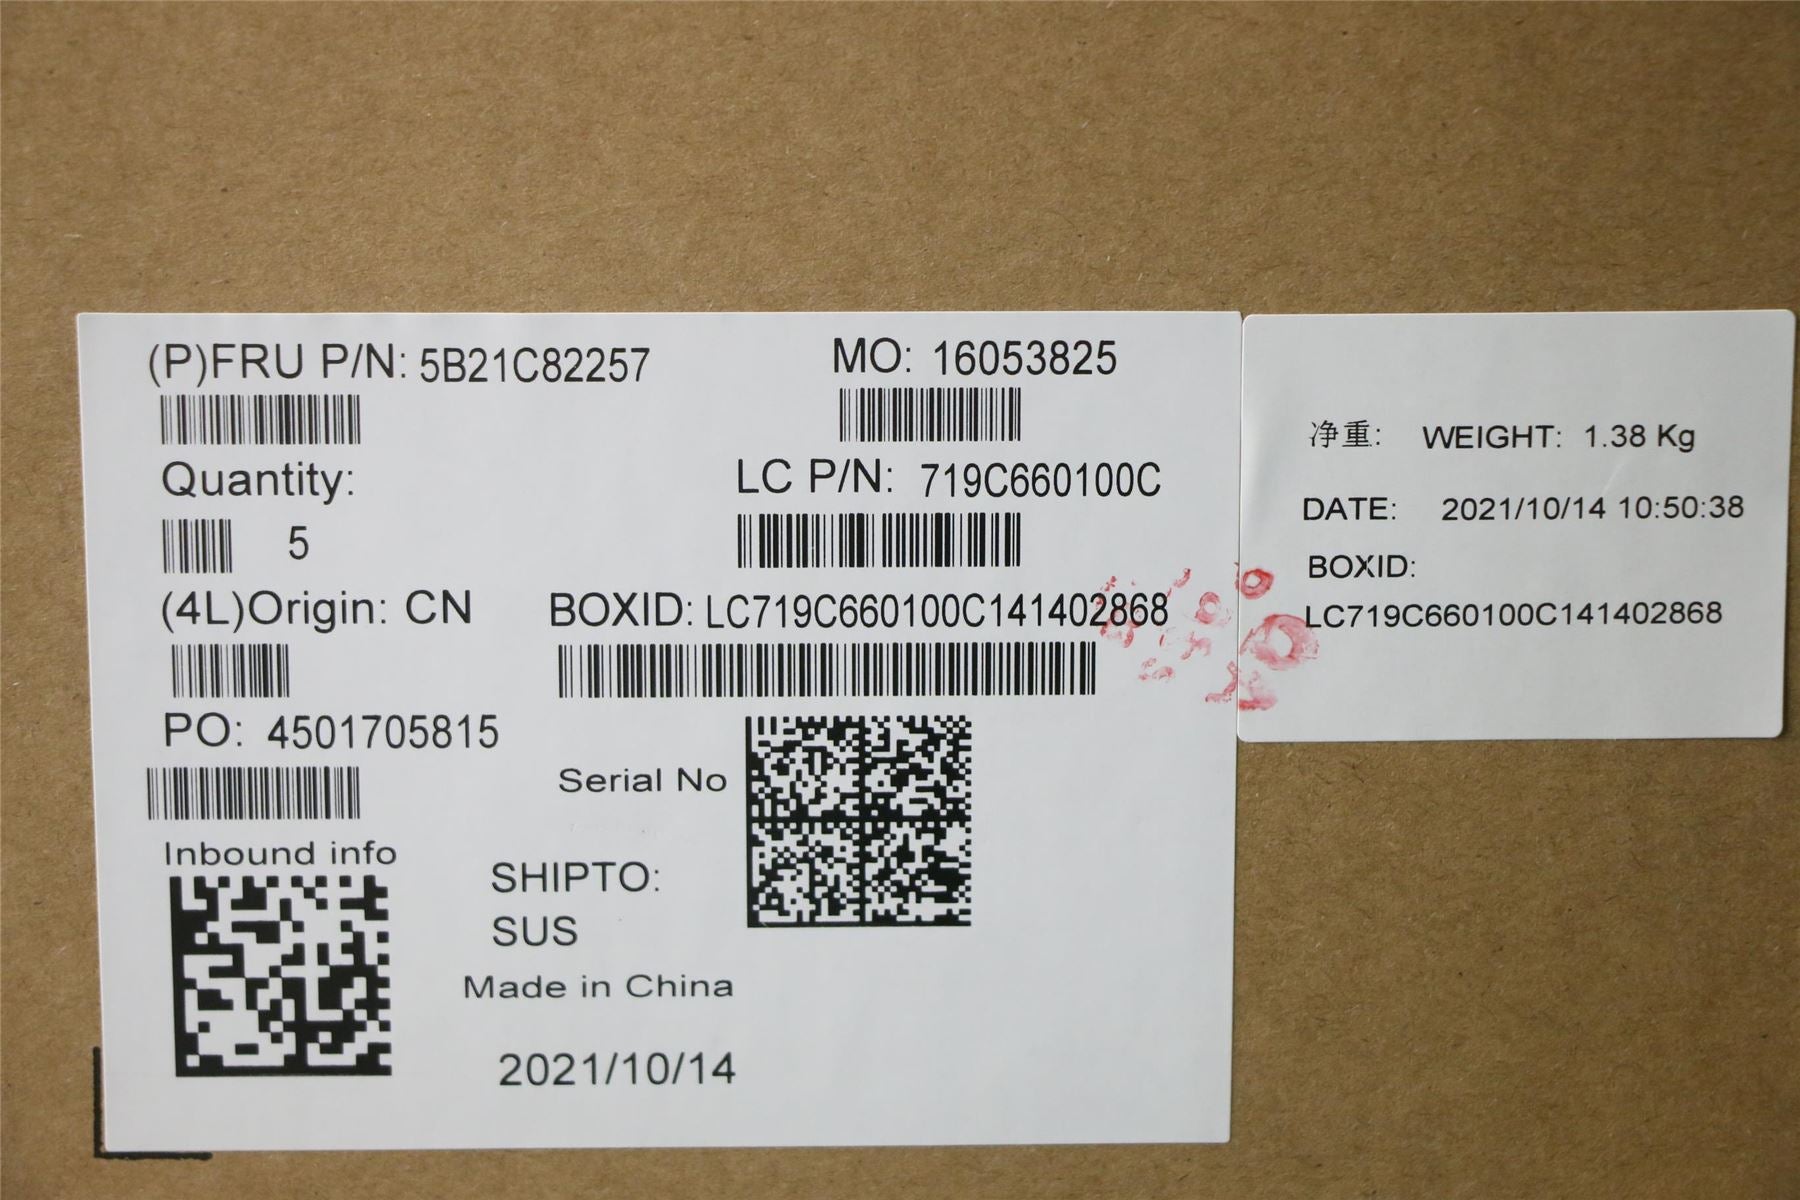 (P)FRU P/N: 5B21C82257
MO: 16053825
Quantity:
5
LC P/N: 719C660100C
(4L)Origin: CN
BOXID: LC719C660100C141402868
PO: 4501705815
Serial No
Inbound info
SHIPTO:
SUS
Made in China
2021/10/14
净重: WEIGHT: 1.38 Kg
DATE: 2021/10/14 10:50:38
BOXID:
LC719C660100C141402868